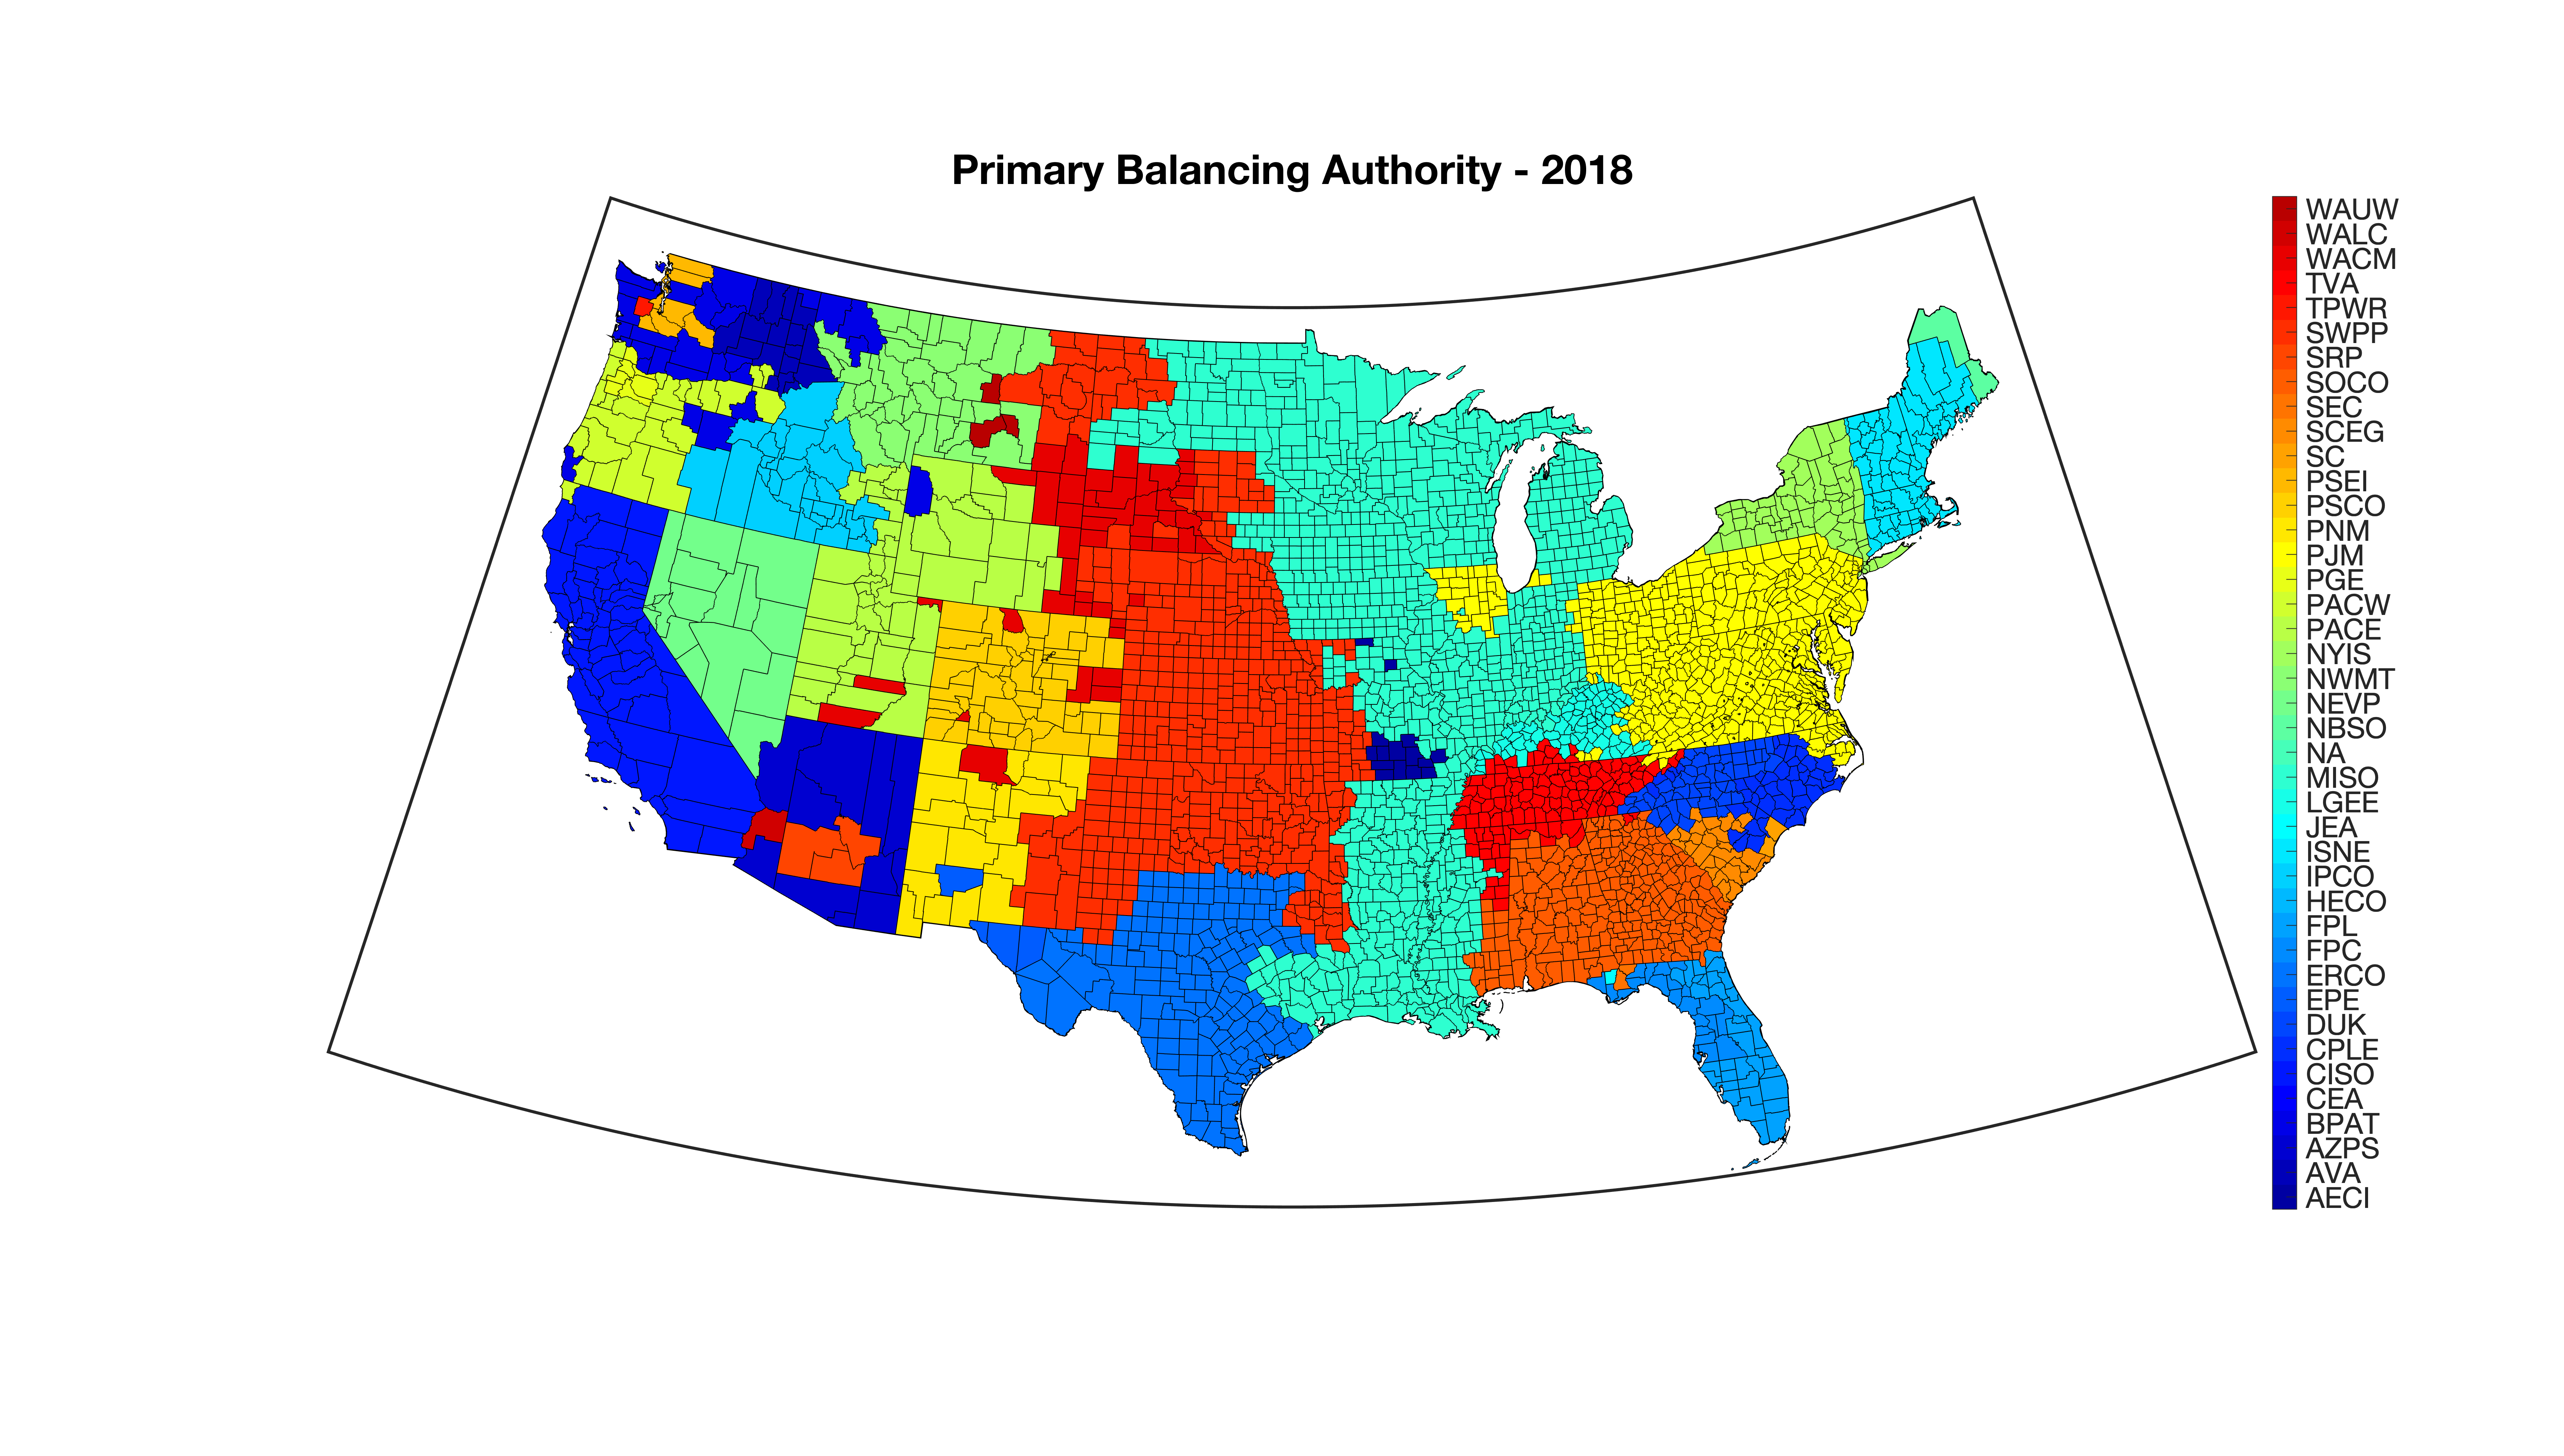 Primary Balancing Authority - 2018
WAUW
WALC
WACM
TVA
TPWR
SWPP
SRP
SOCO
SEC
SCEG
SC
PSEI
PSCO
PNM
PJM
PGE
PACW
PACE
NYIS
NWMT
NEVP
NBSO
NA
MISO
LGEE
JEA
ISNE
IPCO
HECO
FPL
FPC
ERCO
EPE
DUK
CPLE
CISO
CEA
BPAT
AZPS
AVA
AECI